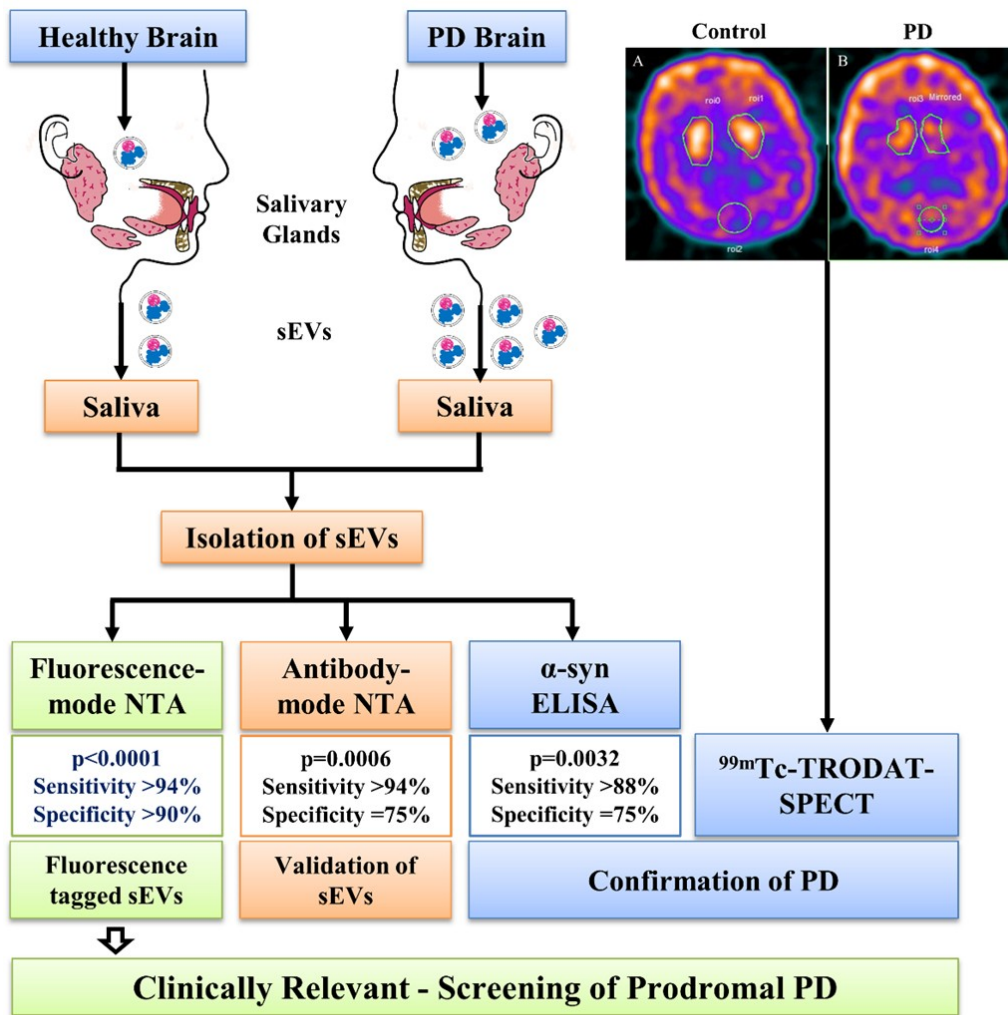 Healthy Brain
PD Brain
Control
PD
A
B
roi0
roi1
roi2
roi3
Mirrored
roi4
Salivary
Glands
sEVs
Saliva
Saliva
Isolation of sEVs
Fluorescence-
mode NTA
p<0.0001
Sensitivity >94%
Specificity >90%
Fluorescence
tagged sEVs
Antibody-
mode NTA
p=0.0006
Sensitivity >94%
Specificity =75%
Validation of
sEVs
α-syn
ELISA
p=0.0032
Sensitivity >88%
Specificity =75%
99mTc-TRODAT-
SPECT
Confirmation of PD
Clinically Relevant - Screening of Prodromal PD